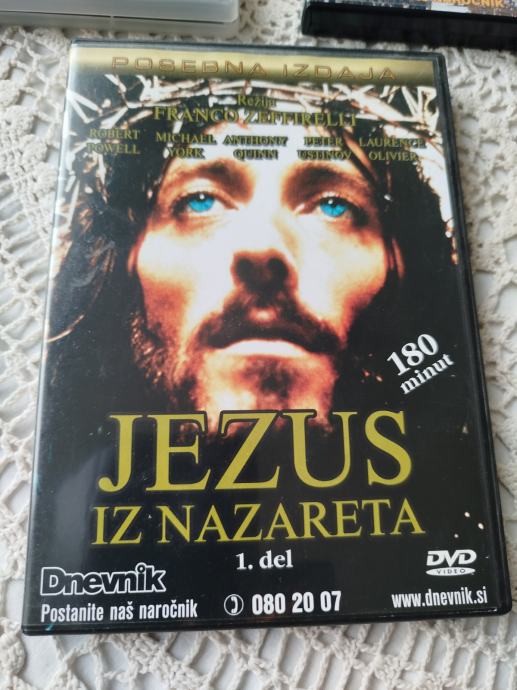 NAROČNIK
POSEBNA IZDAJA
Režija
FRANCO ZEFFIRELLI
ROBERT POWELL
MICHAEL YORK
ANTHONY QUINN
PETER USTINOV
LAURENCE OLIVIER
180
minut
JEZUS
IZ NAZARETA
1. del
DVD
VIDEO
Dnevnik
Postanite naš naročnik
080 20 07
www.dnevnik.si